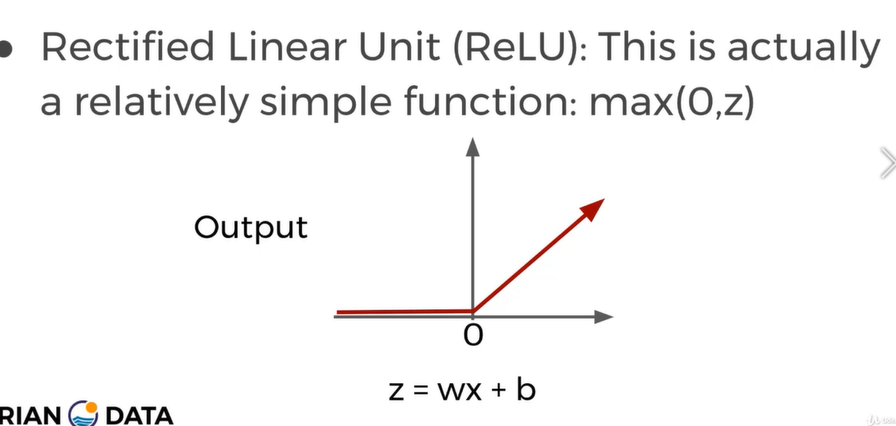 • Rectified Linear Unit (ReLU): This is actually
a relatively simple function: max(0,z)
Output
0
z = wx + b
RIAN DATA